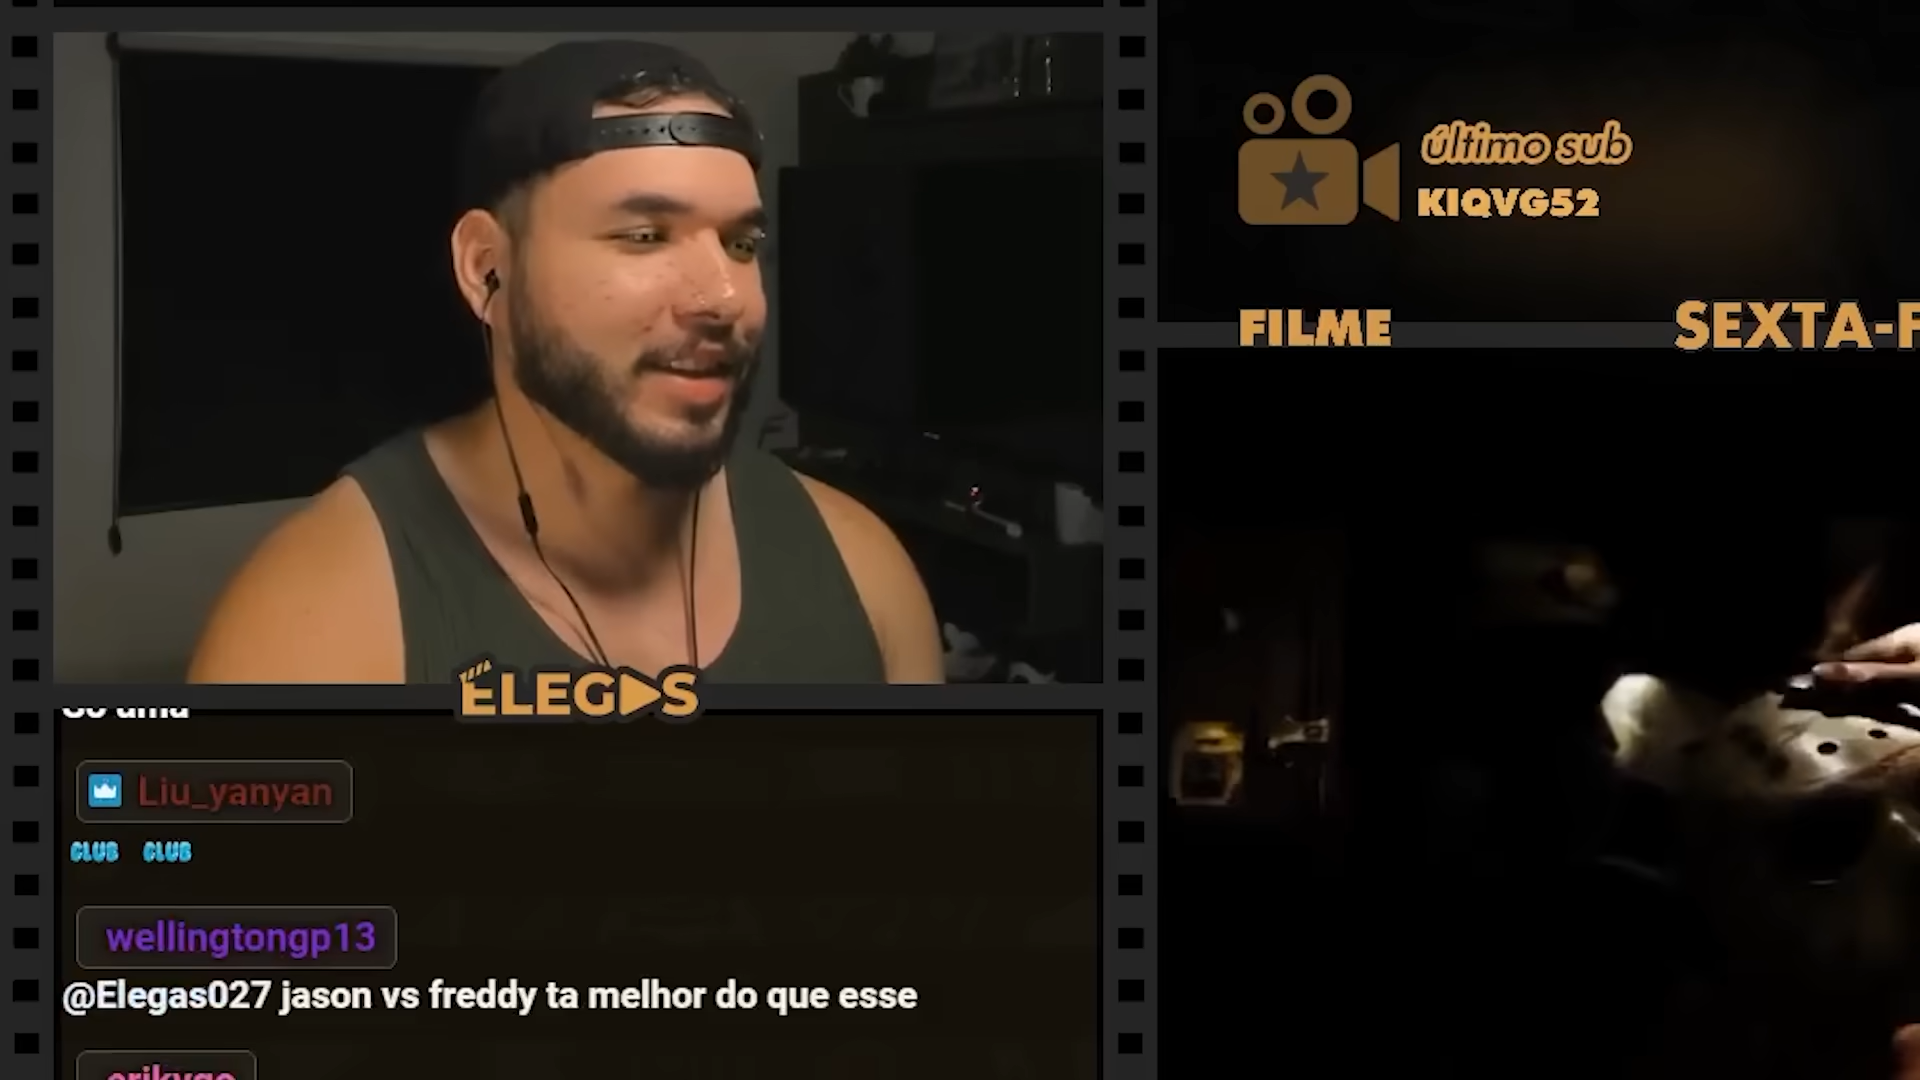 último sub
KIQVG52
FILME
SEXTA-F
ELEGAS
Liu_yanyan
CLUB CLUB
wellingtongp13
@Elegas027 jason vs freddy ta melhor do que esse